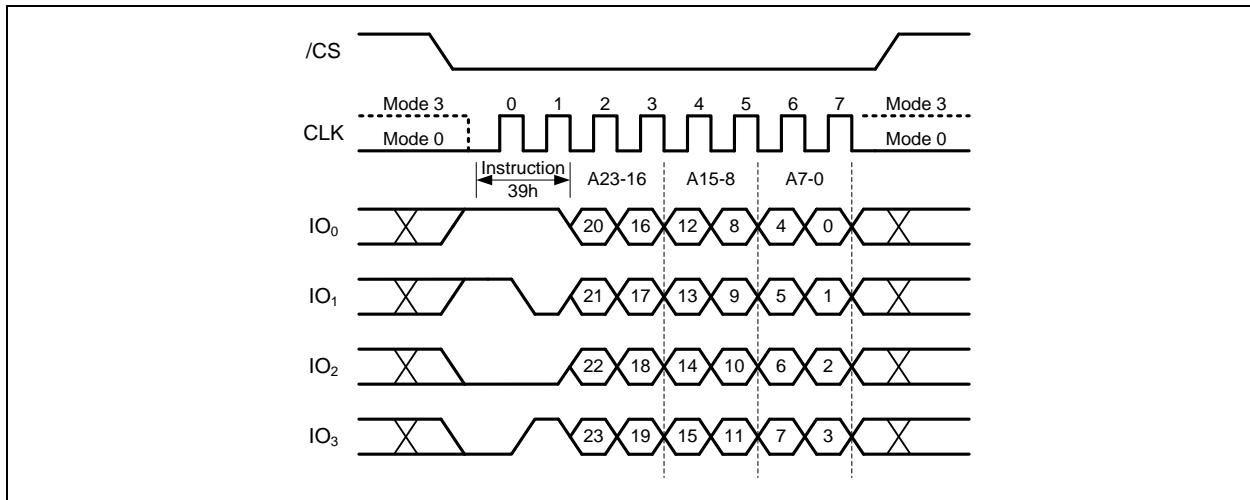 /CS
Mode 3 0 1 2 3 4 5 6 7 Mode 3
CLK
Mode 0 Mode 0
Instruction
39h
A23-16 A15-8 A7-0
IO₀ 20 16 12 8 4 0
IO₁ 21 17 13 9 5 1
IO₂ 22 18 14 10 6 2
IO₃ 23 19 15 11 7 3